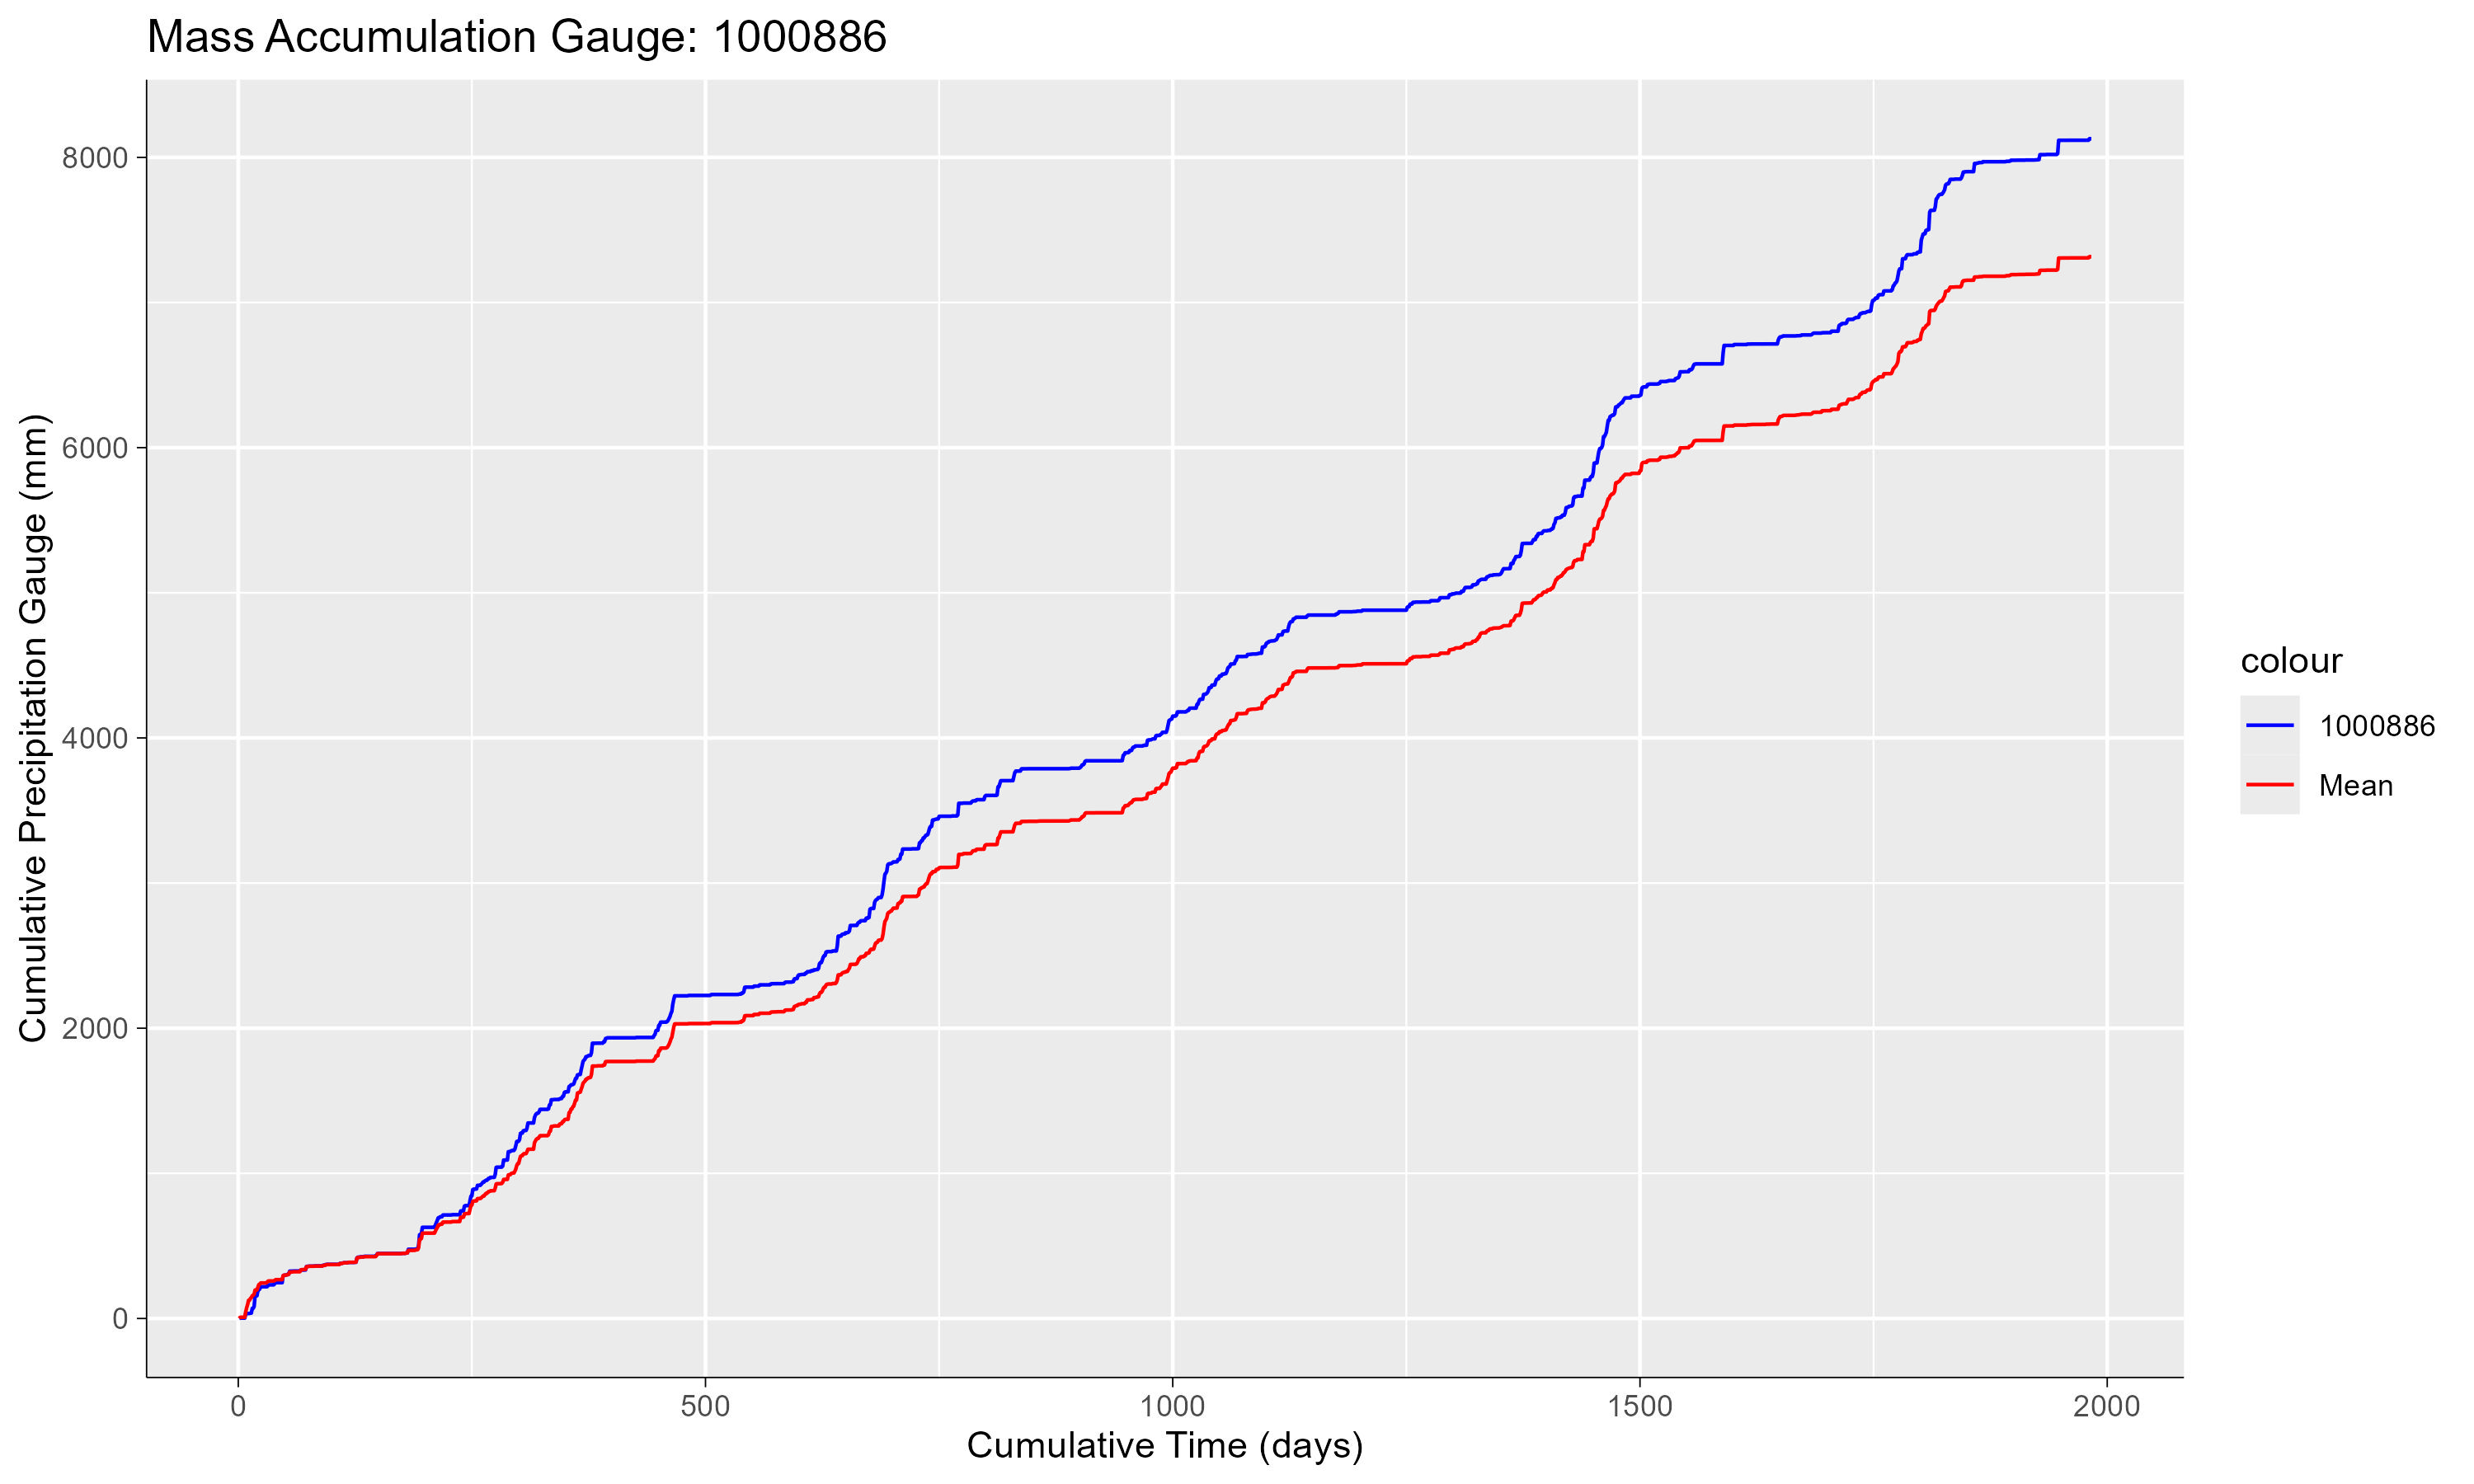 Mass Accumulation Gauge: 1000886
Cumulative Precipitation Gauge (mm)
8000
6000
4000
2000
0
0 500 1000 1500 2000
Cumulative Time (days)
colour
1000886
Mean